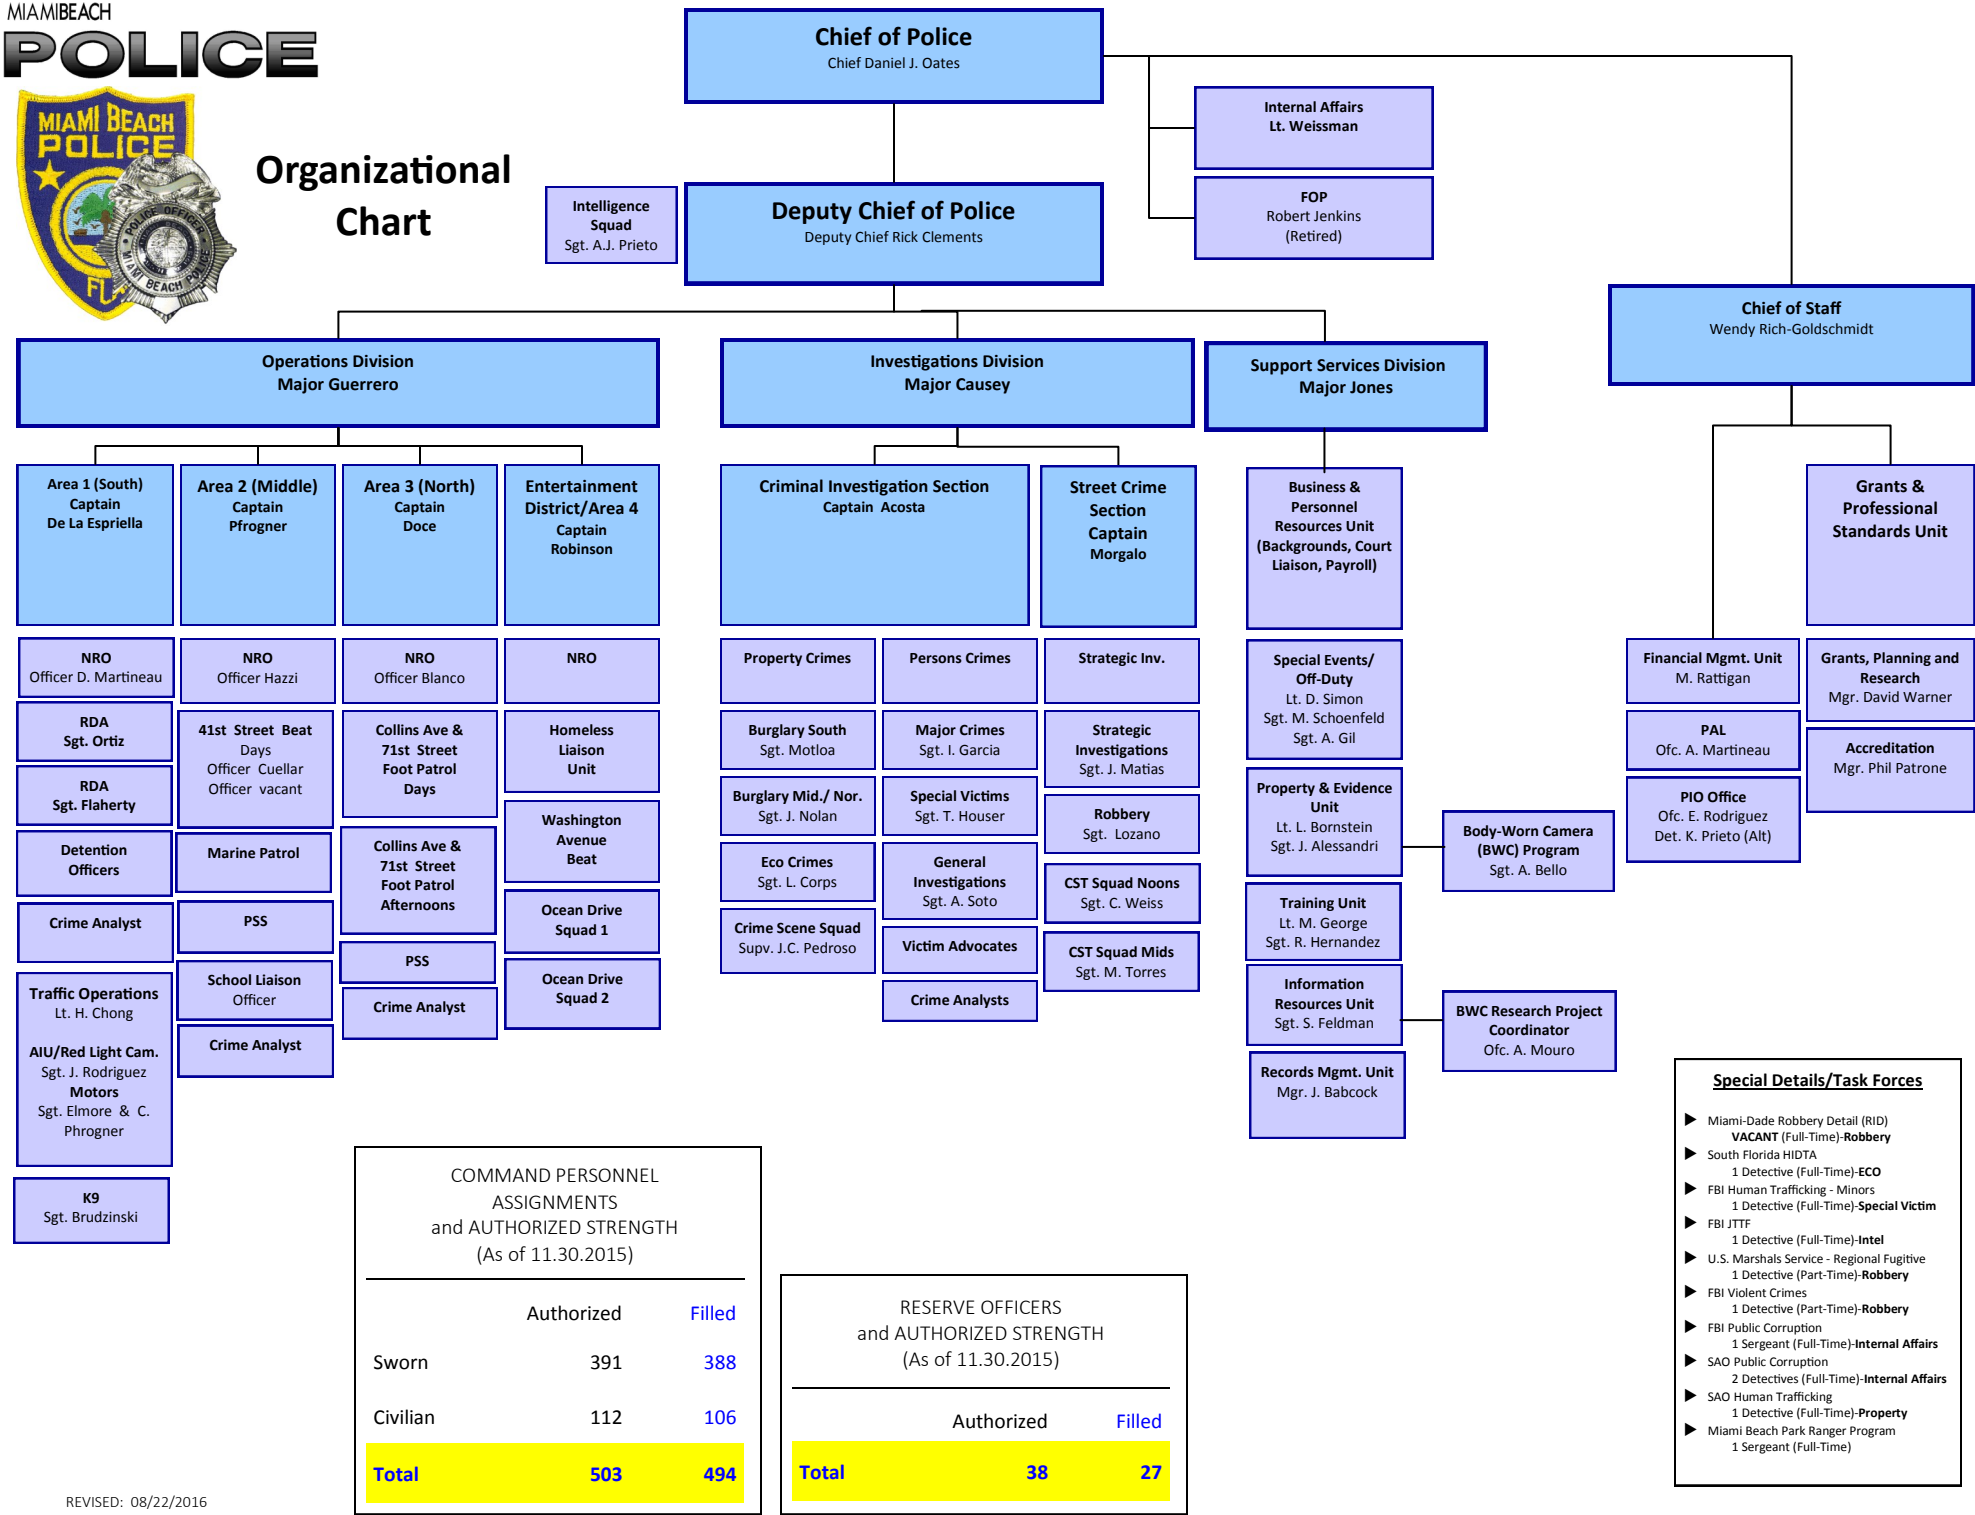 MIAMIBEACH
POLICE
MIAMI BEACH
POLICE
POLICE OFFICER
MIAMI BEACH POLICE
Organizational
Chart
Chief of Police
Chief Daniel J. Oates
Internal Affairs
Lt. Weissman
FOP
Robert Jenkins
(Retired)
Intelligence
Squad
Sgt. A.J. Prieto
Deputy Chief of Police
Deputy Chief Rick Clements
Chief of Staff
Wendy Rich-Goldschmidt
Operations Division
Major Guerrero
Investigations Division
Major Causey
Support Services Division
Major Jones
Area 1 (South)
Captain
De La Espriella
Area 2 (Middle)
Captain
Pfrogner
Area 3 (North)
Captain
Doce
Entertainment
District/Area 4
Captain
Robinson
Criminal Investigation Section
Captain Acosta
Street Crime
Section
Captain
Morgalo
Business &
Personnel
Resources Unit
(Backgrounds, Court
Liaison, Payroll)
Grants &
Professional
Standards Unit
NRO
Officer D. Martineau
RDA
Sgt. Ortiz
RDA
Sgt. Flaherty
Detention
Officers
Crime Analyst
Traffic Operations
Lt. H. Chong
AIU/Red Light Cam.
Sgt. J. Rodriguez
Motors
Sgt. Elmore & C.
Phrogner
K9
Sgt. Brudzinski
NRO
Officer Hazzi
41st Street Beat
Days
Officer Cuellar
Officer vacant
Marine Patrol
PSS
School Liaison
Officer
Crime Analyst
NRO
Officer Blanco
Collins Ave &
71st Street
Foot Patrol
Days
Collins Ave &
71st Street
Foot Patrol
Afternoons
PSS
Crime Analyst
NRO
Homeless
Liaison
Unit
Washington
Avenue
Beat
Ocean Drive
Squad 1
Ocean Drive
Squad 2
Property Crimes
Burglary South
Sgt. Motloa
Burglary Mid./ Nor.
Sgt. J. Nolan
Eco Crimes
Sgt. L. Corps
Crime Scene Squad
Supv. J.C. Pedroso
Persons Crimes
Major Crimes
Sgt. I. Garcia
Special Victims
Sgt. T. Houser
General
Investigations
Sgt. A. Soto
Victim Advocates
Crime Analysts
Strategic Inv.
Strategic
Investigations
Sgt. J. Matias
Robbery
Sgt. Lozano
CST Squad Noons
Sgt. C. Weiss
CST Squad Mids
Sgt. M. Torres
Special Events/
Off-Duty
Lt. D. Simon
Sgt. M. Schoenfeld
Sgt. A. Gil
Property & Evidence
Unit
Lt. L. Bornstein
Sgt. J. Alessandri
Training Unit
Lt. M. George
Sgt. R. Hernandez
Information
Resources Unit
Sgt. S. Feldman
Records Mgmt. Unit
Mgr. J. Babcock
Body-Worn Camera
(BWC) Program
Sgt. A. Bello
BWC Research Project
Coordinator
Ofc. A. Mouro
Financial Mgmt. Unit
M. Rattigan
PAL
Ofc. A. Martineau
PIO Office
Ofc. E. Rodriguez
Det. K. Prieto (Alt)
Grants, Planning and
Research
Mgr. David Warner
Accreditation
Mgr. Phil Patrone
COMMAND PERSONNEL
ASSIGNMENTS
and AUTHORIZED STRENGTH
(As of 11.30.2015)
Authorized Filled
Sworn 391 388
Civilian 112 106
Total 503 494
RESERVE OFFICERS
and AUTHORIZED STRENGTH
(As of 11.30.2015)
Authorized Filled
Total 38 27
Special Details/Task Forces
Miami-Dade Robbery Detail (RID)
VACANT (Full-Time)-Robbery
South Florida HIDTA
1 Detective (Full-Time)-ECO
FBI Human Trafficking - Minors
1 Detective (Full-Time)-Special Victim
FBI JTTF
1 Detective (Full-Time)-Intel
U.S. Marshals Service - Regional Fugitive
1 Detective (Part-Time)-Robbery
FBI Violent Crimes
1 Detective (Part-Time)-Robbery
FBI Public Corruption
1 Sergeant (Full-Time)-Internal Affairs
SAO Public Corruption
2 Detectives (Full-Time)-Internal Affairs
SAO Human Trafficking
1 Detective (Full-Time)-Property
Miami Beach Park Ranger Program
1 Sergeant (Full-Time)
REVISED: 08/22/2016